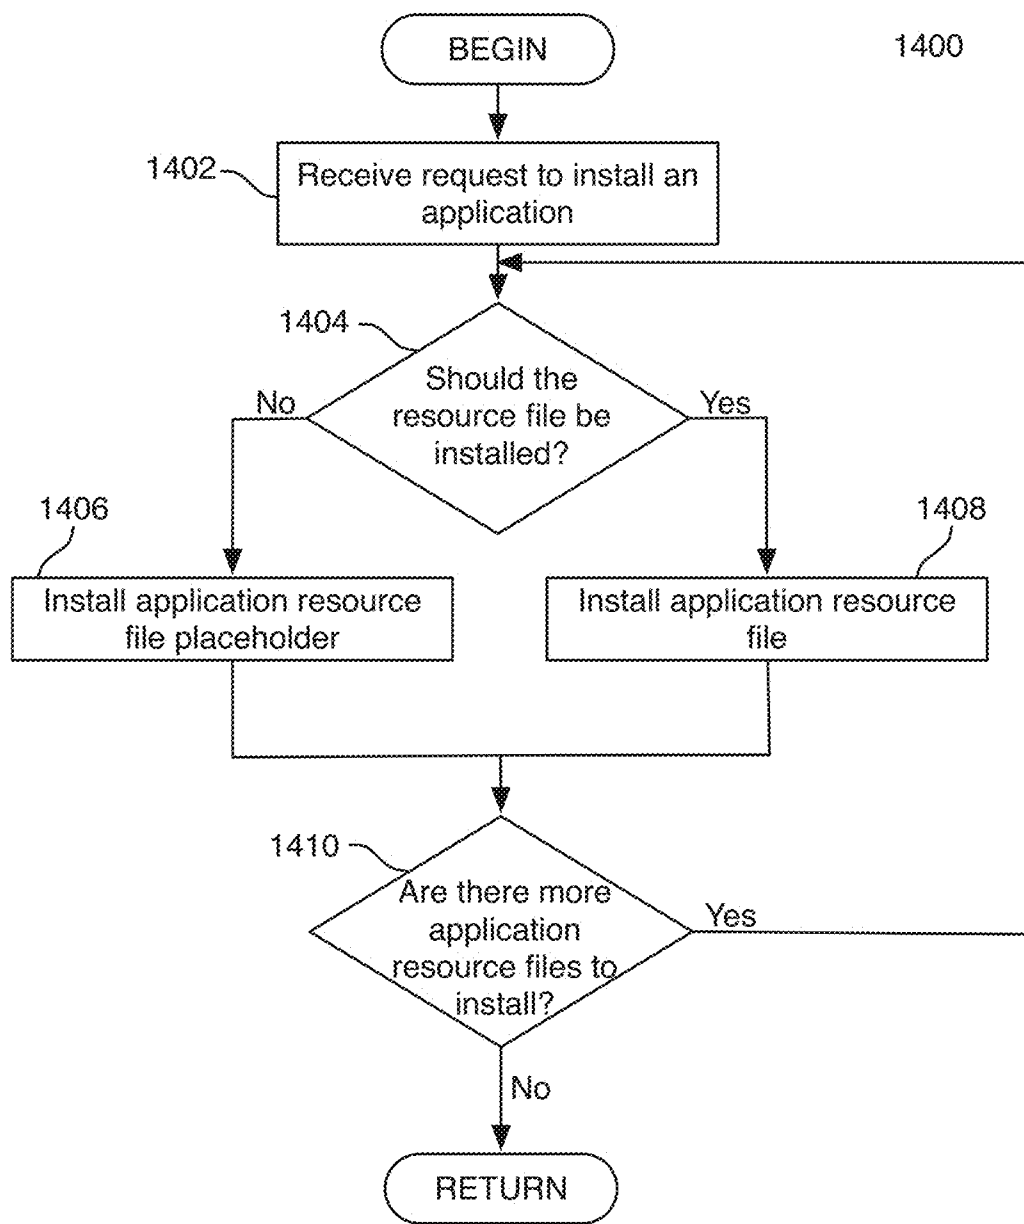 BEGIN
1400
1402
Receive request to install an
application
1404
Should the
resource file be
installed?
No
Yes
1406
1408
Install application resource
file placeholder
Install application resource
file
1410
Are there more
application
resource files to
install?
Yes
No
RETURN